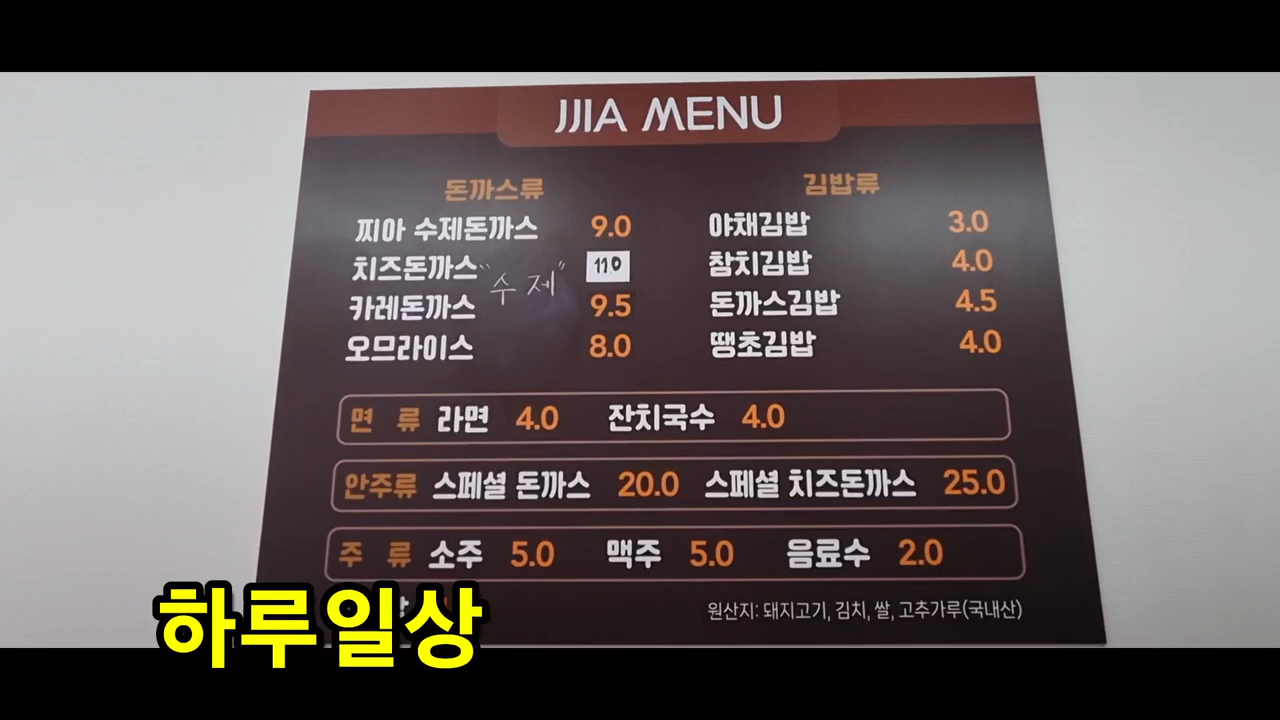 JJIA MENU
돈까스류
찌아 수제돈까스 9.0
치즈돈까스 "수제" 110
카레돈까스 9.5
오므라이스 8.0
김밥류
야채김밥 3.0
참치김밥 4.0
돈까스김밥 4.5
땡초김밥 4.0
면 류 라면 4.0 잔치국수 4.0
안주류 스페셜 돈까스 20.0 스페셜 치즈돈까스 25.0
주 류 소주 5.0 맥주 5.0 음료수 2.0
원산지: 돼지고기, 김치, 쌀, 고추가루(국내산)
하루일상